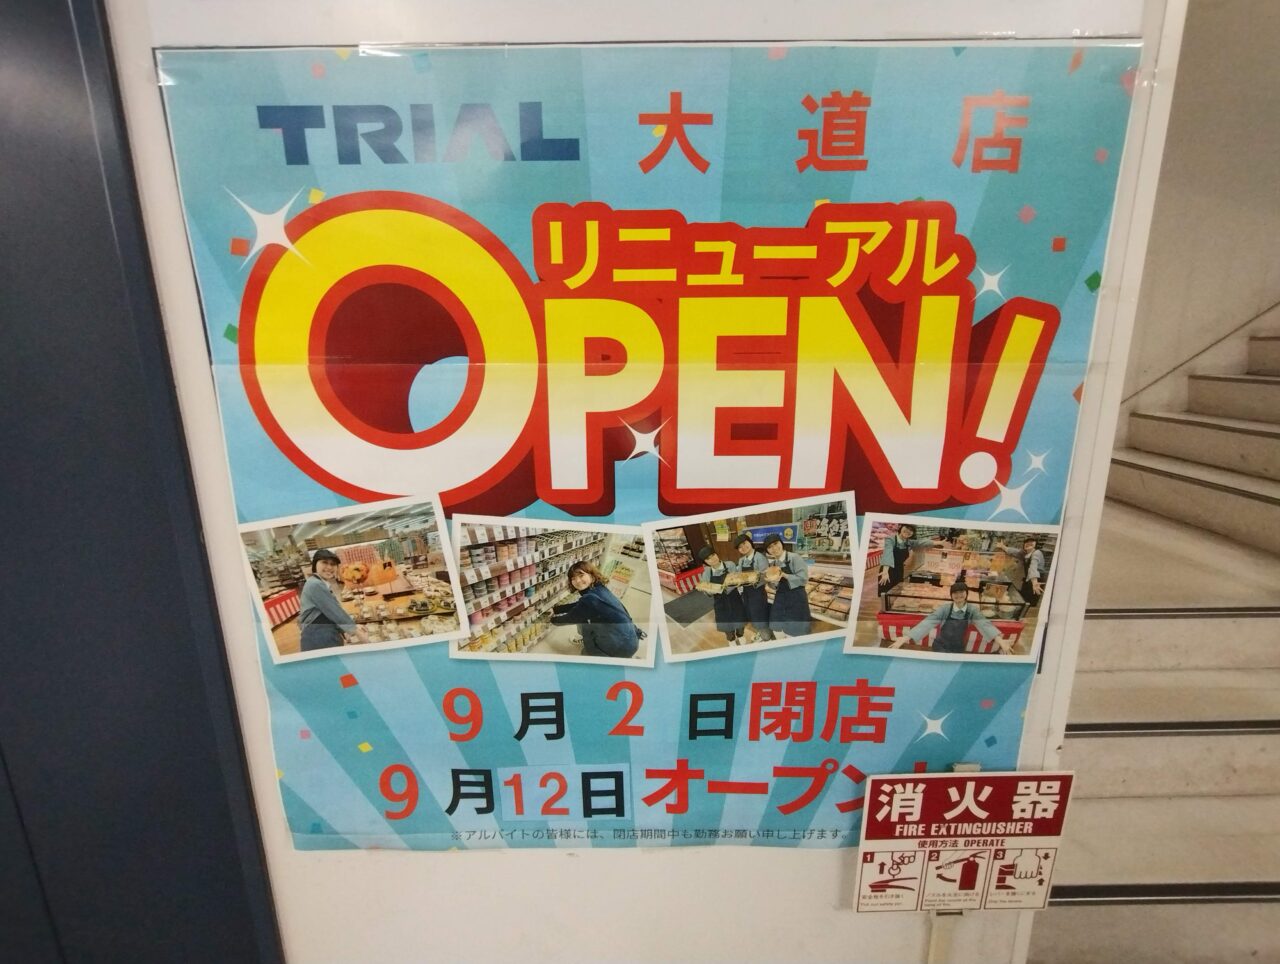 TRIAL 大道店
リニューアル
OPEN!
9月2日閉店
9月12日オープン
※アルバイトの皆様には、閉店期間中も勤務お願い申し上げます。
消火器
FIRE EXTINGUISHER
使用方法 OPERATE
1 2 3